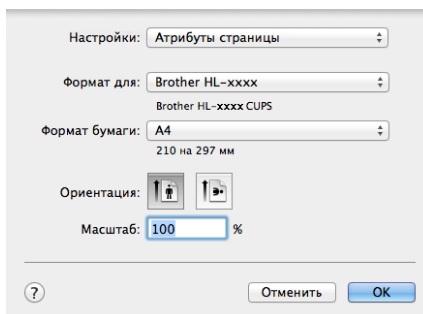 Настройки: Атрибуты страницы
Формат для: Brother HL-xxxx
Brother HL-xxxx CUPS
Формат бумаги: A4
210 на 297 мм
Ориентация:
Масштаб: 100 %
? Отменить OK